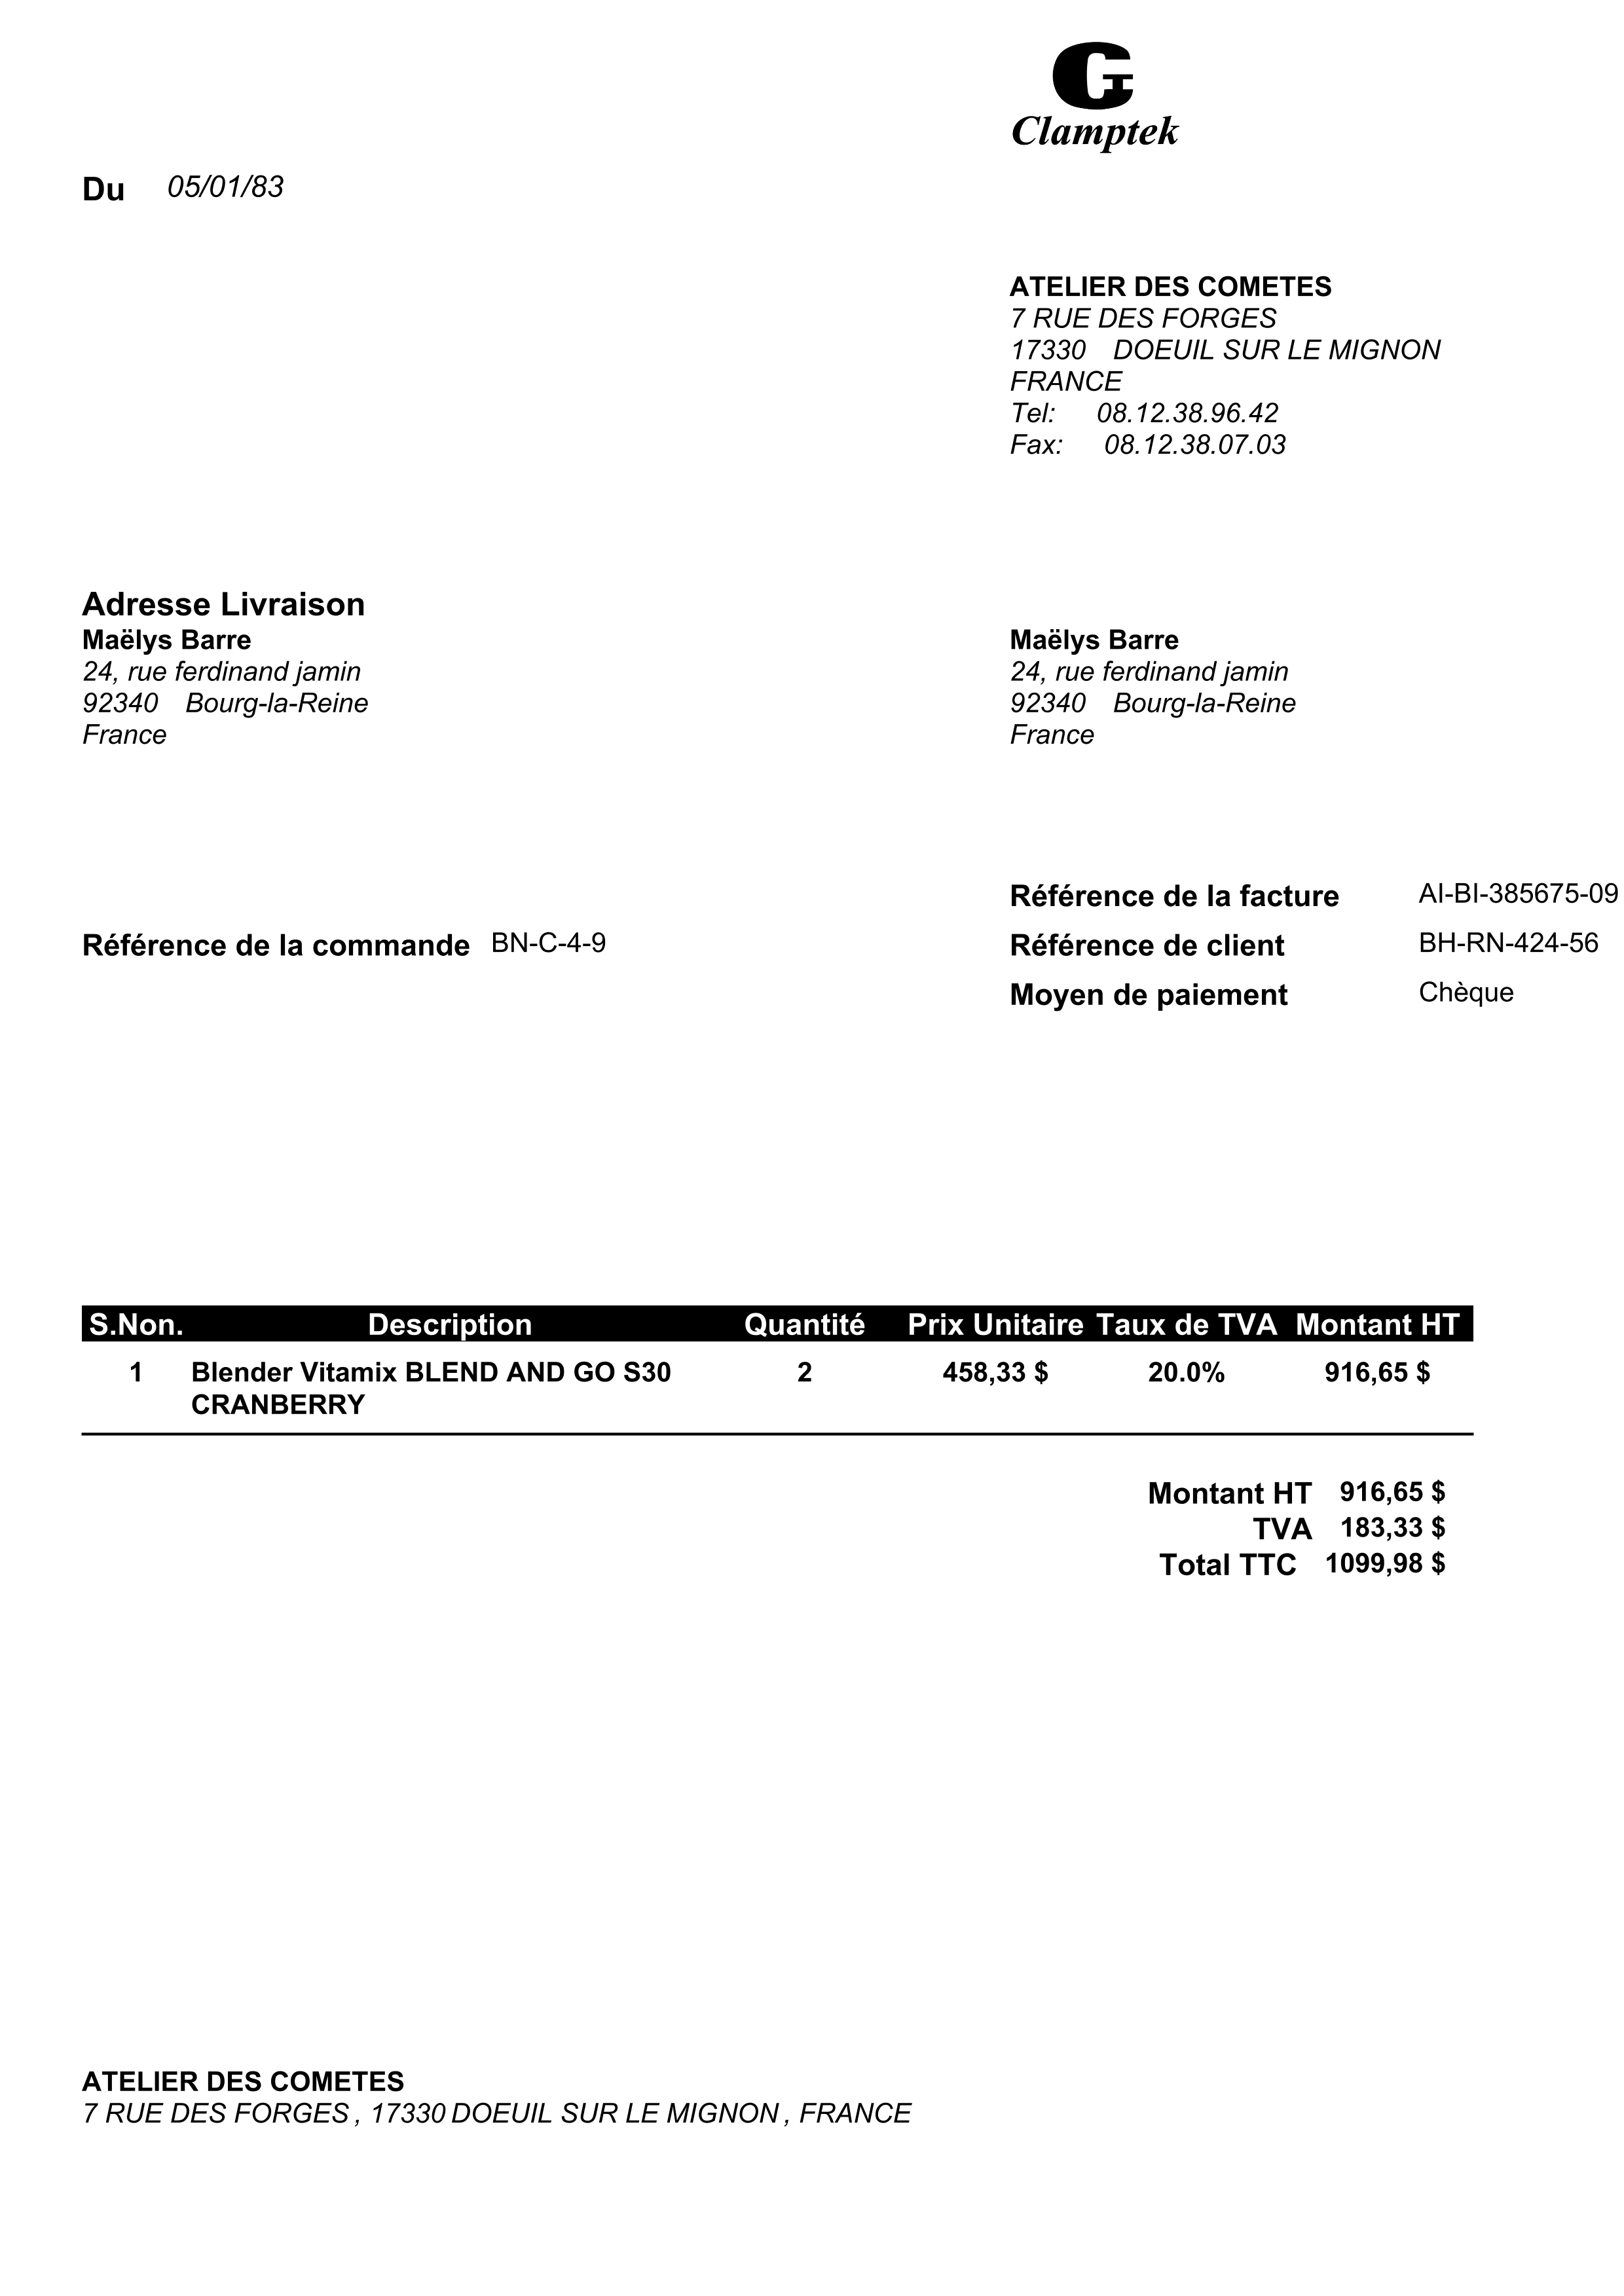 Clamptek
Du 05/01/83
ATELIER DES COMETES
7 RUE DES FORGES
17330 DOEUIL SUR LE MIGNON
FRANCE
Tel: 08.12.38.96.42
Fax: 08.12.38.07.03
Adresse Livraison
Maëlys Barre
24, rue ferdinand jamin
92340 Bourg-la-Reine
France
Maëlys Barre
24, rue ferdinand jamin
92340 Bourg-la-Reine
France
Référence de la facture AI-BI-385675-09
Référence de la commande BN-C-4-9
Référence de client BH-RN-424-56
Moyen de paiement Chèque
S.Non. Description Quantité Prix Unitaire Taux de TVA Montant HT
1 Blender Vitamix BLEND AND GO S30 2 458,33 $ 20.0% 916,65 $
CRANBERRY
Montant HT 916,65 $
TVA 183,33 $
Total TTC 1099,98 $
ATELIER DES COMETES
7 RUE DES FORGES , 17330 DOEUIL SUR LE MIGNON , FRANCE